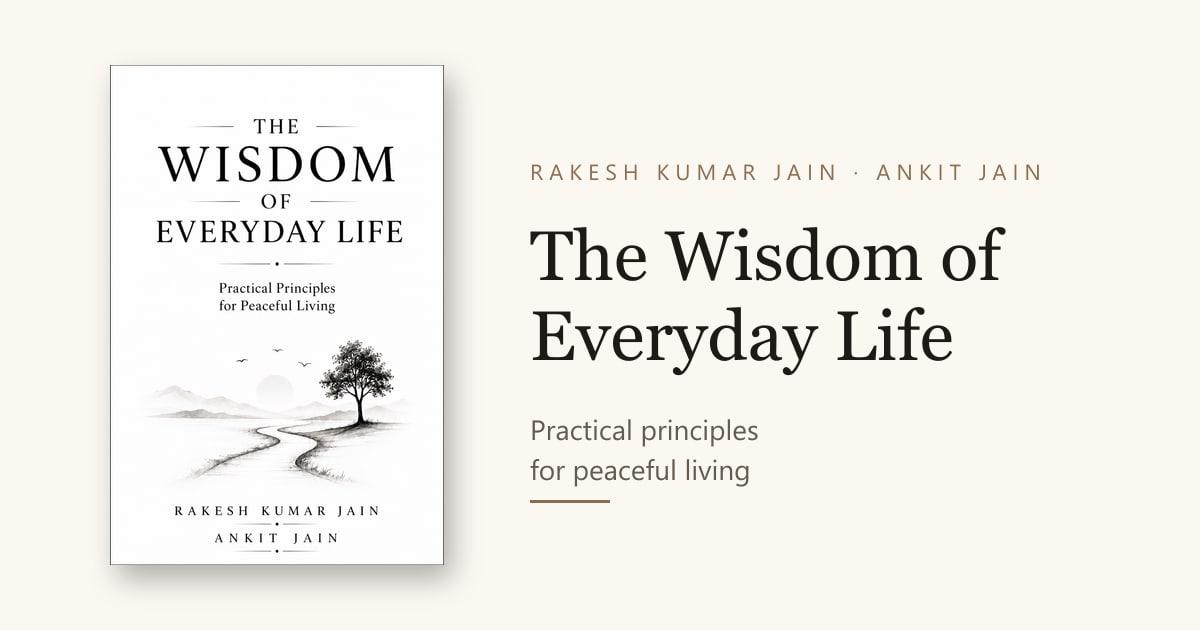 THE
WISDOM
OF
EVERYDAY LIFE
Practical Principles
for Peaceful Living
RAKESH KUMAR JAIN
ANKIT JAIN
RAKESH KUMAR JAIN · ANKIT JAIN
The Wisdom of
Everyday Life
Practical principles
for peaceful living